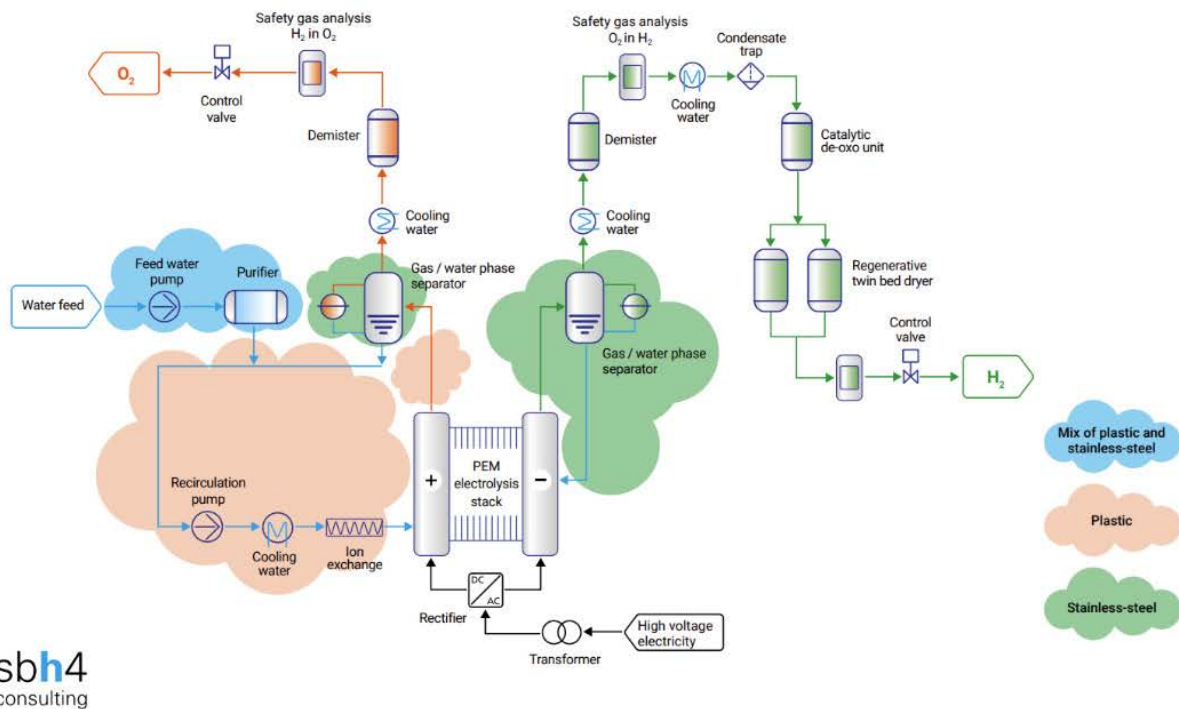 Safety gas analysis
H₂ in O₂
Safety gas analysis
O₂ in H₂
Condensate
trap
O₂
Control
valve
Demister
Cooling
water
Demister
Catalytic
de-oxo unit
Cooling
water
Cooling
water
Feed water
pump
Purifier
Gas / water phase
separator
Regenerative
twin bed dryer
Water feed
Control
valve
Gas / water phase
separator
H₂
Mix of plastic and
stainless-steel
+
PEM
electrolysis
stack
−
Recirculation
pump
Cooling
water
Ion
exchange
Plastic
DC
AC
Rectifier
Stainless-steel
High voltage
electricity
Transformer
sbh4
consulting